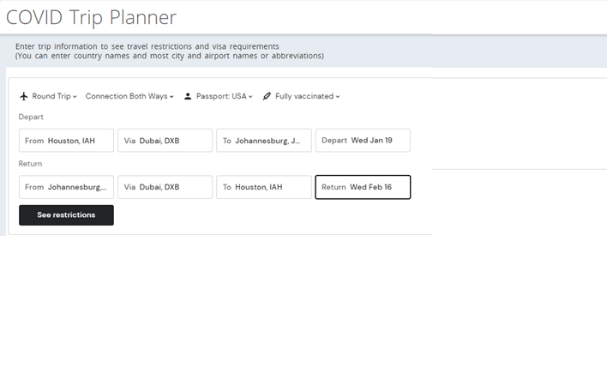 COVID Trip Planner
Enter trip information to see travel restrictions and visa requirements
(You can enter country names and most city and airport names or abbreviations)
Round Trip Connection Both Ways Passport: USA Fully vaccinated
Depart
From Houston, IAH Via Dubai, DXB To Johannesburg, J... Depart Wed Jan 19
Return
From Johannesburg,... Via Dubai, DXB To Houston, IAH Return Wed Feb 16
See restrictions